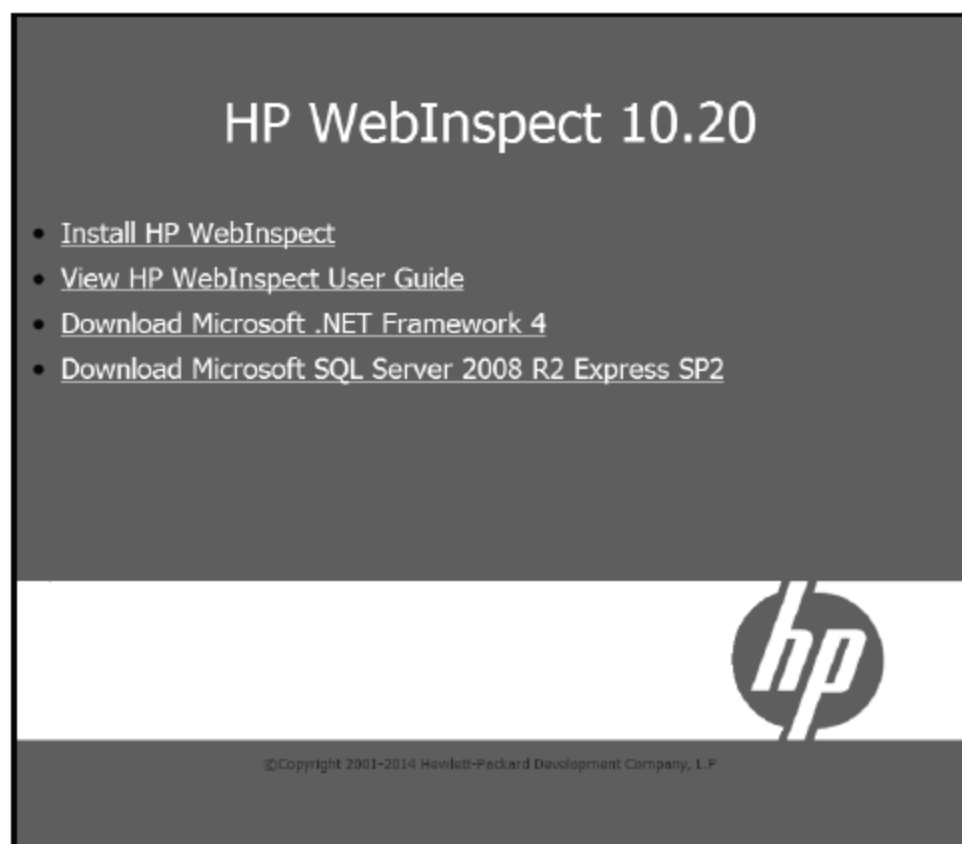 HP WebInspect 10.20
Install HP WebInspect
View HP WebInspect User Guide
Download Microsoft .NET Framework 4
Download Microsoft SQL Server 2008 R2 Express SP2
hp
©Copyright 2001-2014 Hewlett-Packard Development Company, L.P